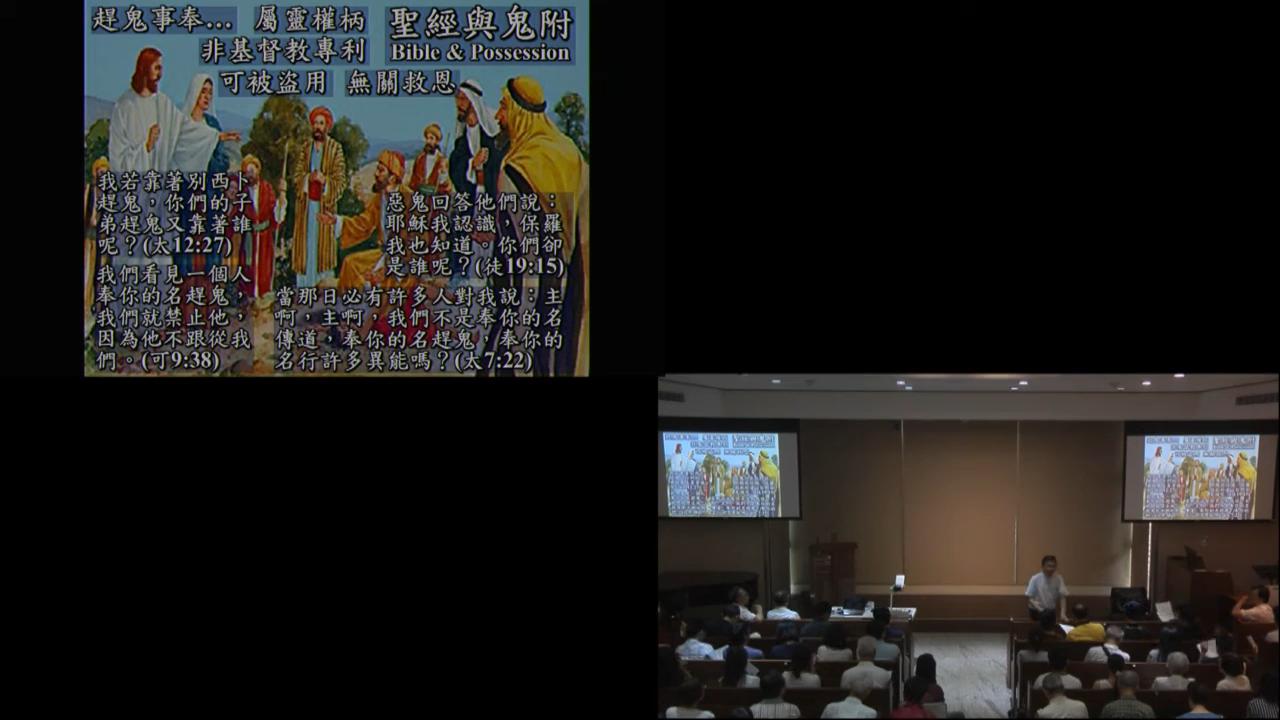 趕鬼事奉... 屬靈權柄
非基督教專利
可被盜用 無關救恩
聖經與鬼附
Bible & Possession
我若靠著別西卜
趕鬼，你們的子
弟趕鬼又靠著誰
呢？(太12:27)
我們看見一個人
奉你的名趕鬼，
我們就禁止他，
因為他不跟從我
們。(可9:38)
惡鬼回答他們說：
耶穌我認識，保羅
我也知道。你們卻
是誰呢？(徒19:15)
當那日必有許多人對我說：主
啊，主啊，我們不是奉你的名
傳道，奉你的名趕鬼，奉你的
名行許多異能嗎？(太7:22)